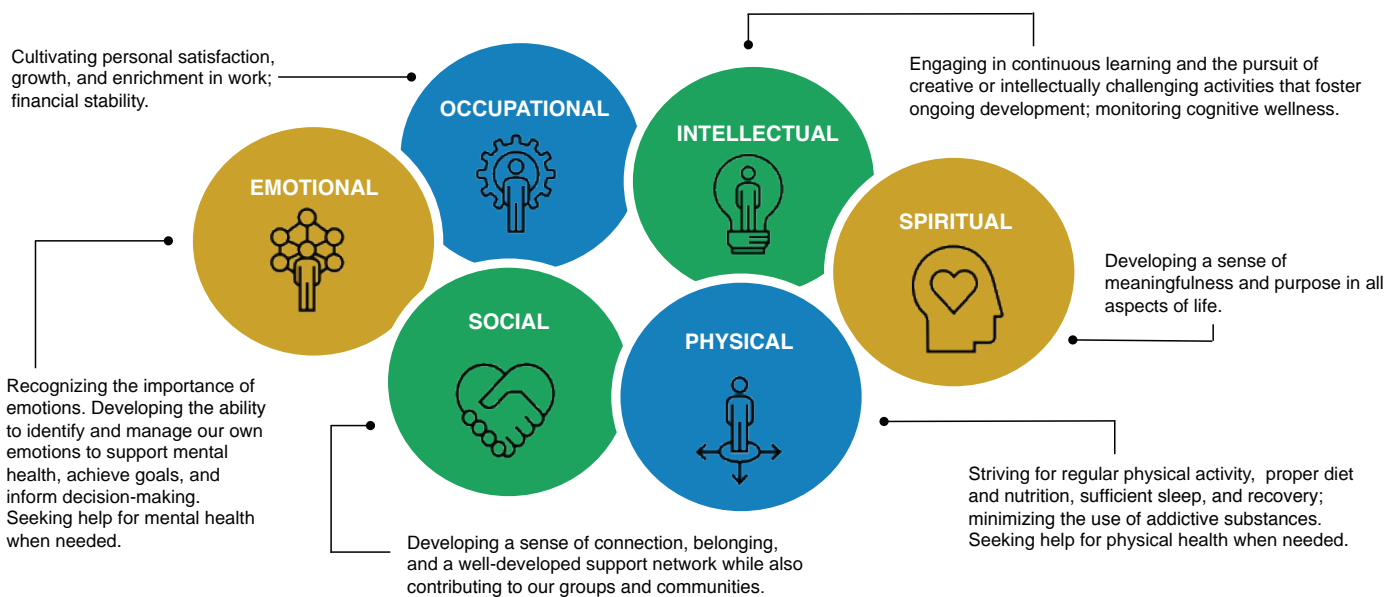 Cultivating personal satisfaction,
growth, and enrichment in work;
financial stability.
OCCUPATIONAL
INTELLECTUAL
Engaging in continuous learning and the pursuit of
creative or intellectually challenging activities that foster
ongoing development; monitoring cognitive wellness.
EMOTIONAL
SPIRITUAL
Developing a sense of
meaningfulness and purpose in all
aspects of life.
SOCIAL
PHYSICAL
Recognizing the importance of
emotions. Developing the ability
to identify and manage our own
emotions to support mental
health, achieve goals, and
inform decision-making.
Seeking help for mental health
when needed.
Developing a sense of connection, belonging,
and a well-developed support network while also
contributing to our groups and communities.
Striving for regular physical activity,  proper diet
and nutrition, sufficient sleep, and recovery;
minimizing the use of addictive substances.
Seeking help for physical health when needed.